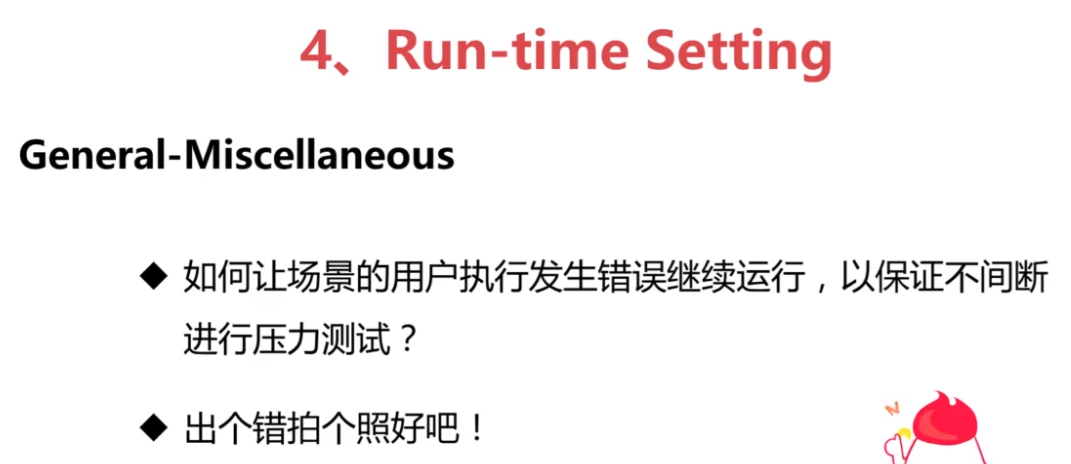 4、Run-time Setting
General-Miscellaneous
◆ 如何让场景的用户执行发生错误继续运行，以保证不间断
进行压力测试？
◆ 出个错拍个照好吧！